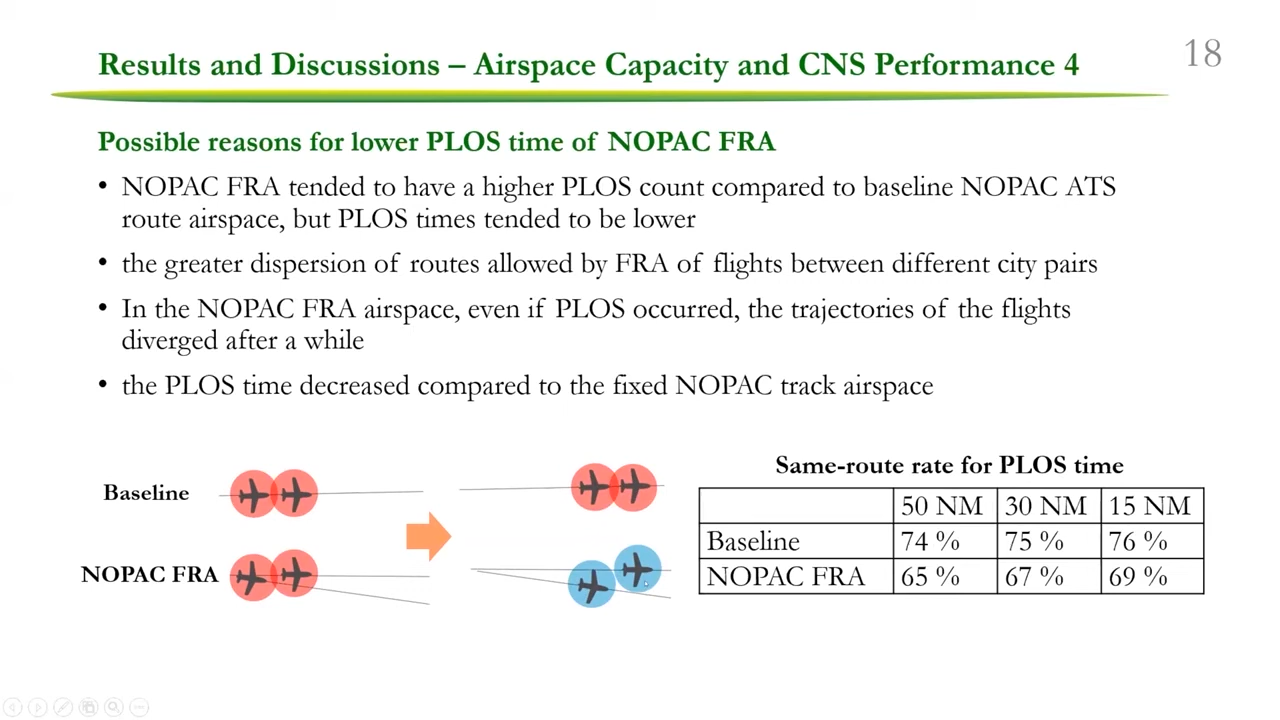 Results and Discussions – Airspace Capacity and CNS Performance 4
18
Possible reasons for lower PLOS time of NOPAC FRA
• NOPAC FRA tended to have a higher PLOS count compared to baseline NOPAC ATS
route airspace, but PLOS times tended to be lower
• the greater dispersion of routes allowed by FRA of flights between different city pairs
• In the NOPAC FRA airspace, even if PLOS occurred, the trajectories of the flights
diverged after a while
• the PLOS time decreased compared to the fixed NOPAC track airspace
Baseline
NOPAC FRA
Same-route rate for PLOS time
50 NM 30 NM 15 NM
Baseline 74 % 75 % 76 %
NOPAC FRA 65 % 67 % 69 %